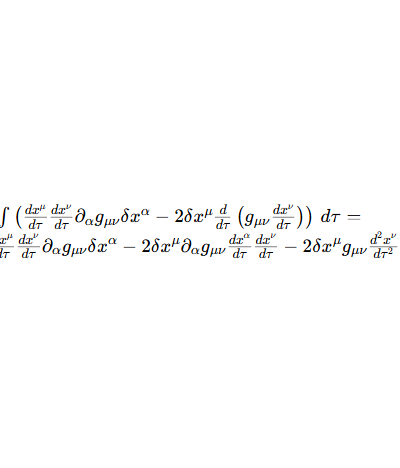 ∫ (dx^μ/dτ dx^ν/dτ ∂_α g_μν δx^α − 2δx^μ d/dτ (g_μν dx^ν/dτ)) dτ =
x^μ/dτ dx^ν/dτ ∂_α g_μν δx^α − 2δx^μ ∂_α g_μν dx^α/dτ dx^ν/dτ − 2δx^μ g_μν d²x^ν/dτ²